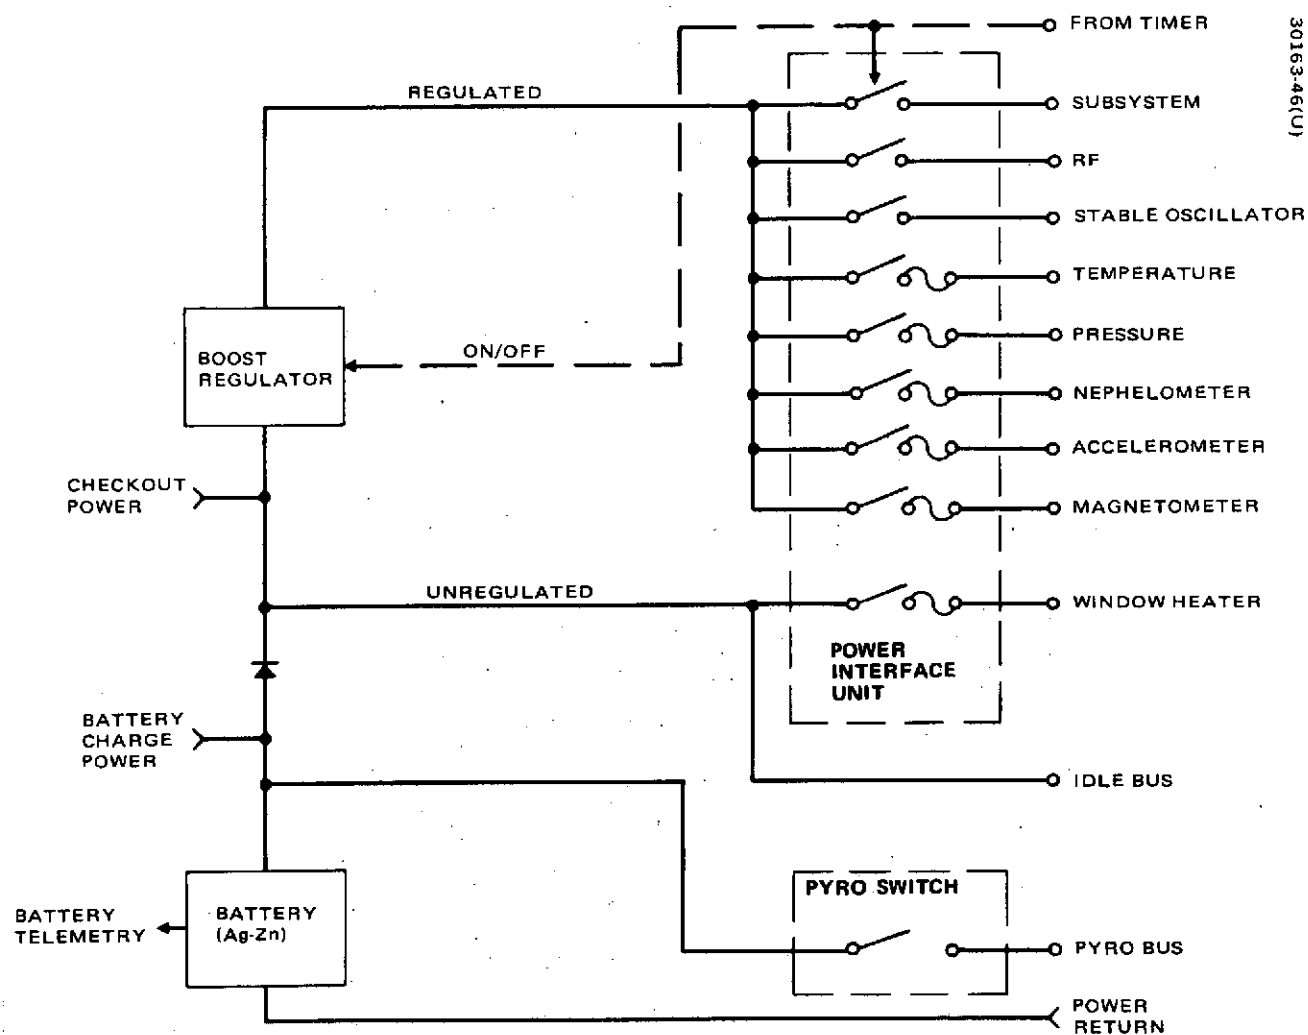 FROM TIMER
30163-46(U)
REGULATED
SUBSYSTEM
RF
STABLE OSCILLATOR
TEMPERATURE
BOOST
REGULATOR
ON/OFF
PRESSURE
NEPHELOMETER
ACCELEROMETER
CHECKOUT
POWER
MAGNETOMETER
UNREGULATED
WINDOW HEATER
POWER
INTERFACE
UNIT
BATTERY
CHARGE
POWER
IDLE BUS
PYRO SWITCH
BATTERY
TELEMETRY
BATTERY
(Ag-Zn)
PYRO BUS
POWER
RETURN